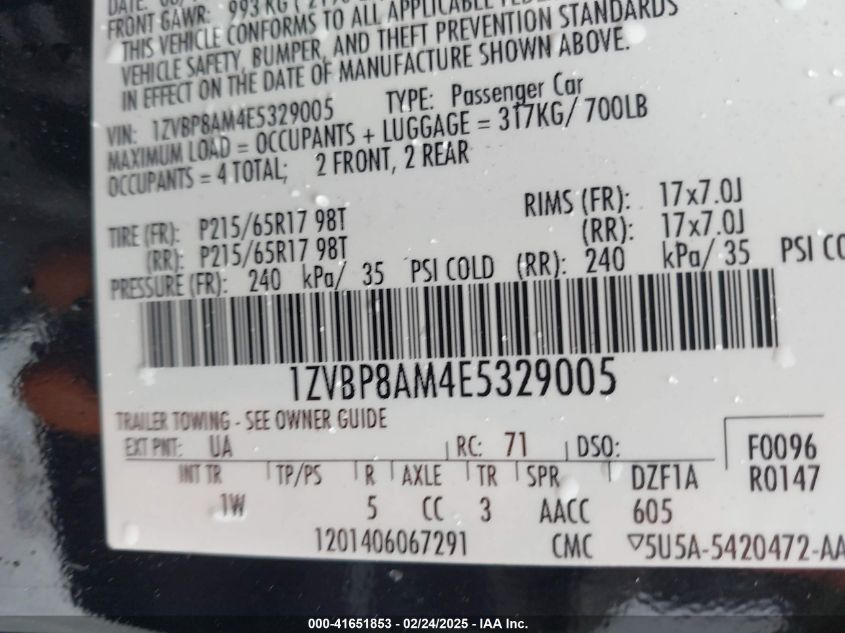 FRONT GAWR: 993 KG
THIS VEHICLE CONFORMS TO ALL APPLICABLE
VEHICLE SAFETY, BUMPER, AND THEFT PREVENTION STANDARDS
IN EFFECT ON THE DATE OF MANUFACTURE SHOWN ABOVE.
VIN: 1ZVBP8AM4E5329005 TYPE: Passenger Car
MAXIMUM LOAD = OCCUPANTS + LUGGAGE = 317KG/ 700LB
OCCUPANTS = 4 TOTAL; 2 FRONT, 2 REAR
TIRE (FR): P215/65R17 98T RIMS (FR): 17x7.0J
(RR): P215/65R17 98T (RR): 17x7.0J
PRESSURE (FR): 240 kPa/ 35 PSI COLD (RR): 240 kPa/ 35 PSI CO
1ZVBP8AM4E5329005
TRAILER TOWING - SEE OWNER GUIDE
EXT PNT: UA RC: 71 DSO: F0096
INT TR TP/PS R AXLE TR SPR DZF1A R0147
1W 5 CC 3 AACC 605
1201406067291 CMC ▽5U5A-5420472-AA
000-41651853 / 02/24/2025 - IAA Inc.